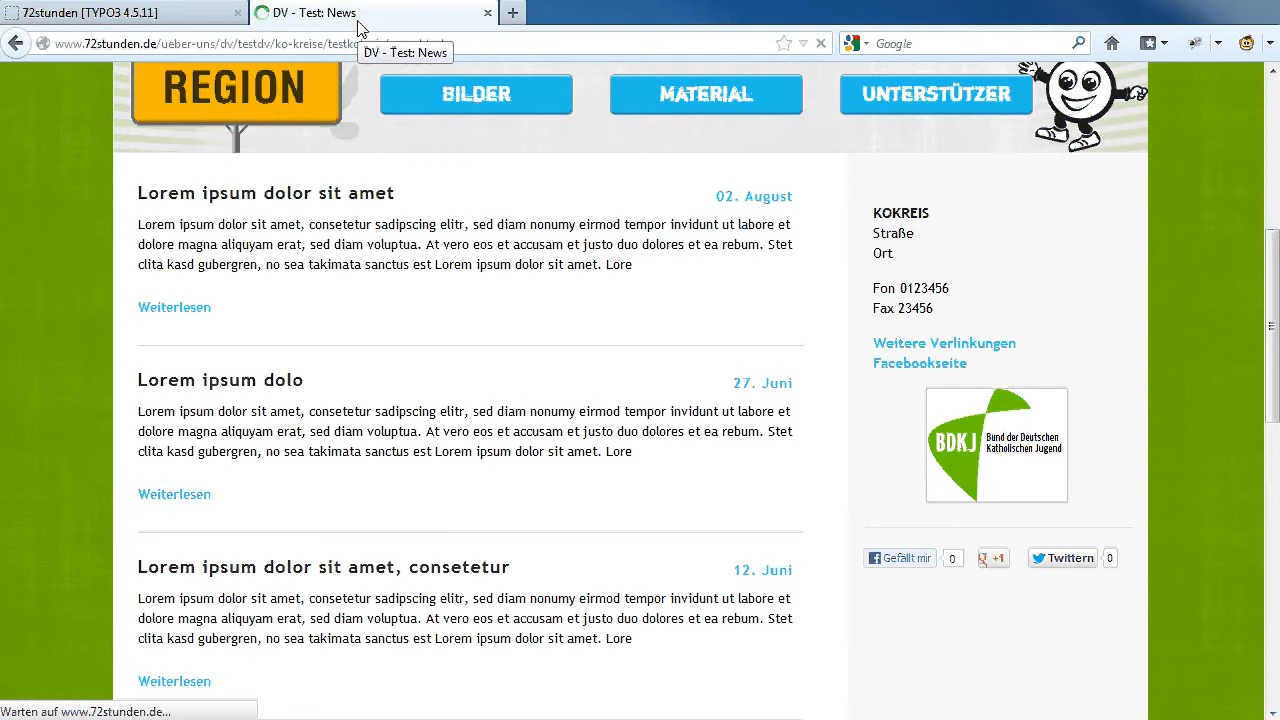 72stunden [TYPO3 4.5.11]
DV - Test: News
www.72stunden.de/ueber-uns/dv/testdv/ko-kreise/
DV - Test: News
Google
REGION
BILDER
MATERIAL
UNTERSTÜTZER
Lorem ipsum dolor sit amet
02. August
Lorem ipsum dolor sit amet, consetetur sadipscing elitr, sed diam nonumy eirmod tempor invidunt ut labore et
dolore magna aliquyam erat, sed diam voluptua. At vero eos et accusam et justo duo dolores et ea rebum. Stet
clita kasd gubergren, no sea takimata sanctus est Lorem ipsum dolor sit amet. Lore
Weiterlesen
Lorem ipsum dolo
27. Juni
Lorem ipsum dolor sit amet, consetetur sadipscing elitr, sed diam nonumy eirmod tempor invidunt ut labore et
dolore magna aliquyam erat, sed diam voluptua. At vero eos et accusam et justo duo dolores et ea rebum. Stet
clita kasd gubergren, no sea takimata sanctus est Lorem ipsum dolor sit amet. Lore
Weiterlesen
Lorem ipsum dolor sit amet, consetetur
12. Juni
Lorem ipsum dolor sit amet, consetetur sadipscing elitr, sed diam nonumy eirmod tempor invidunt ut labore et
dolore magna aliquyam erat, sed diam voluptua. At vero eos et accusam et justo duo dolores et ea rebum. Stet
clita kasd gubergren, no sea takimata sanctus est Lorem ipsum dolor sit amet. Lore
Weiterlesen
KOKREIS
Straße
Ort
Fon 0123456
Fax 23456
Weitere Verlinkungen
Facebookseite
BDKJ
Bund der Deutschen
Katholischen Jugend
Gefällt mir
0
+1
Twittern
0
Warten auf www.72stunden.de...